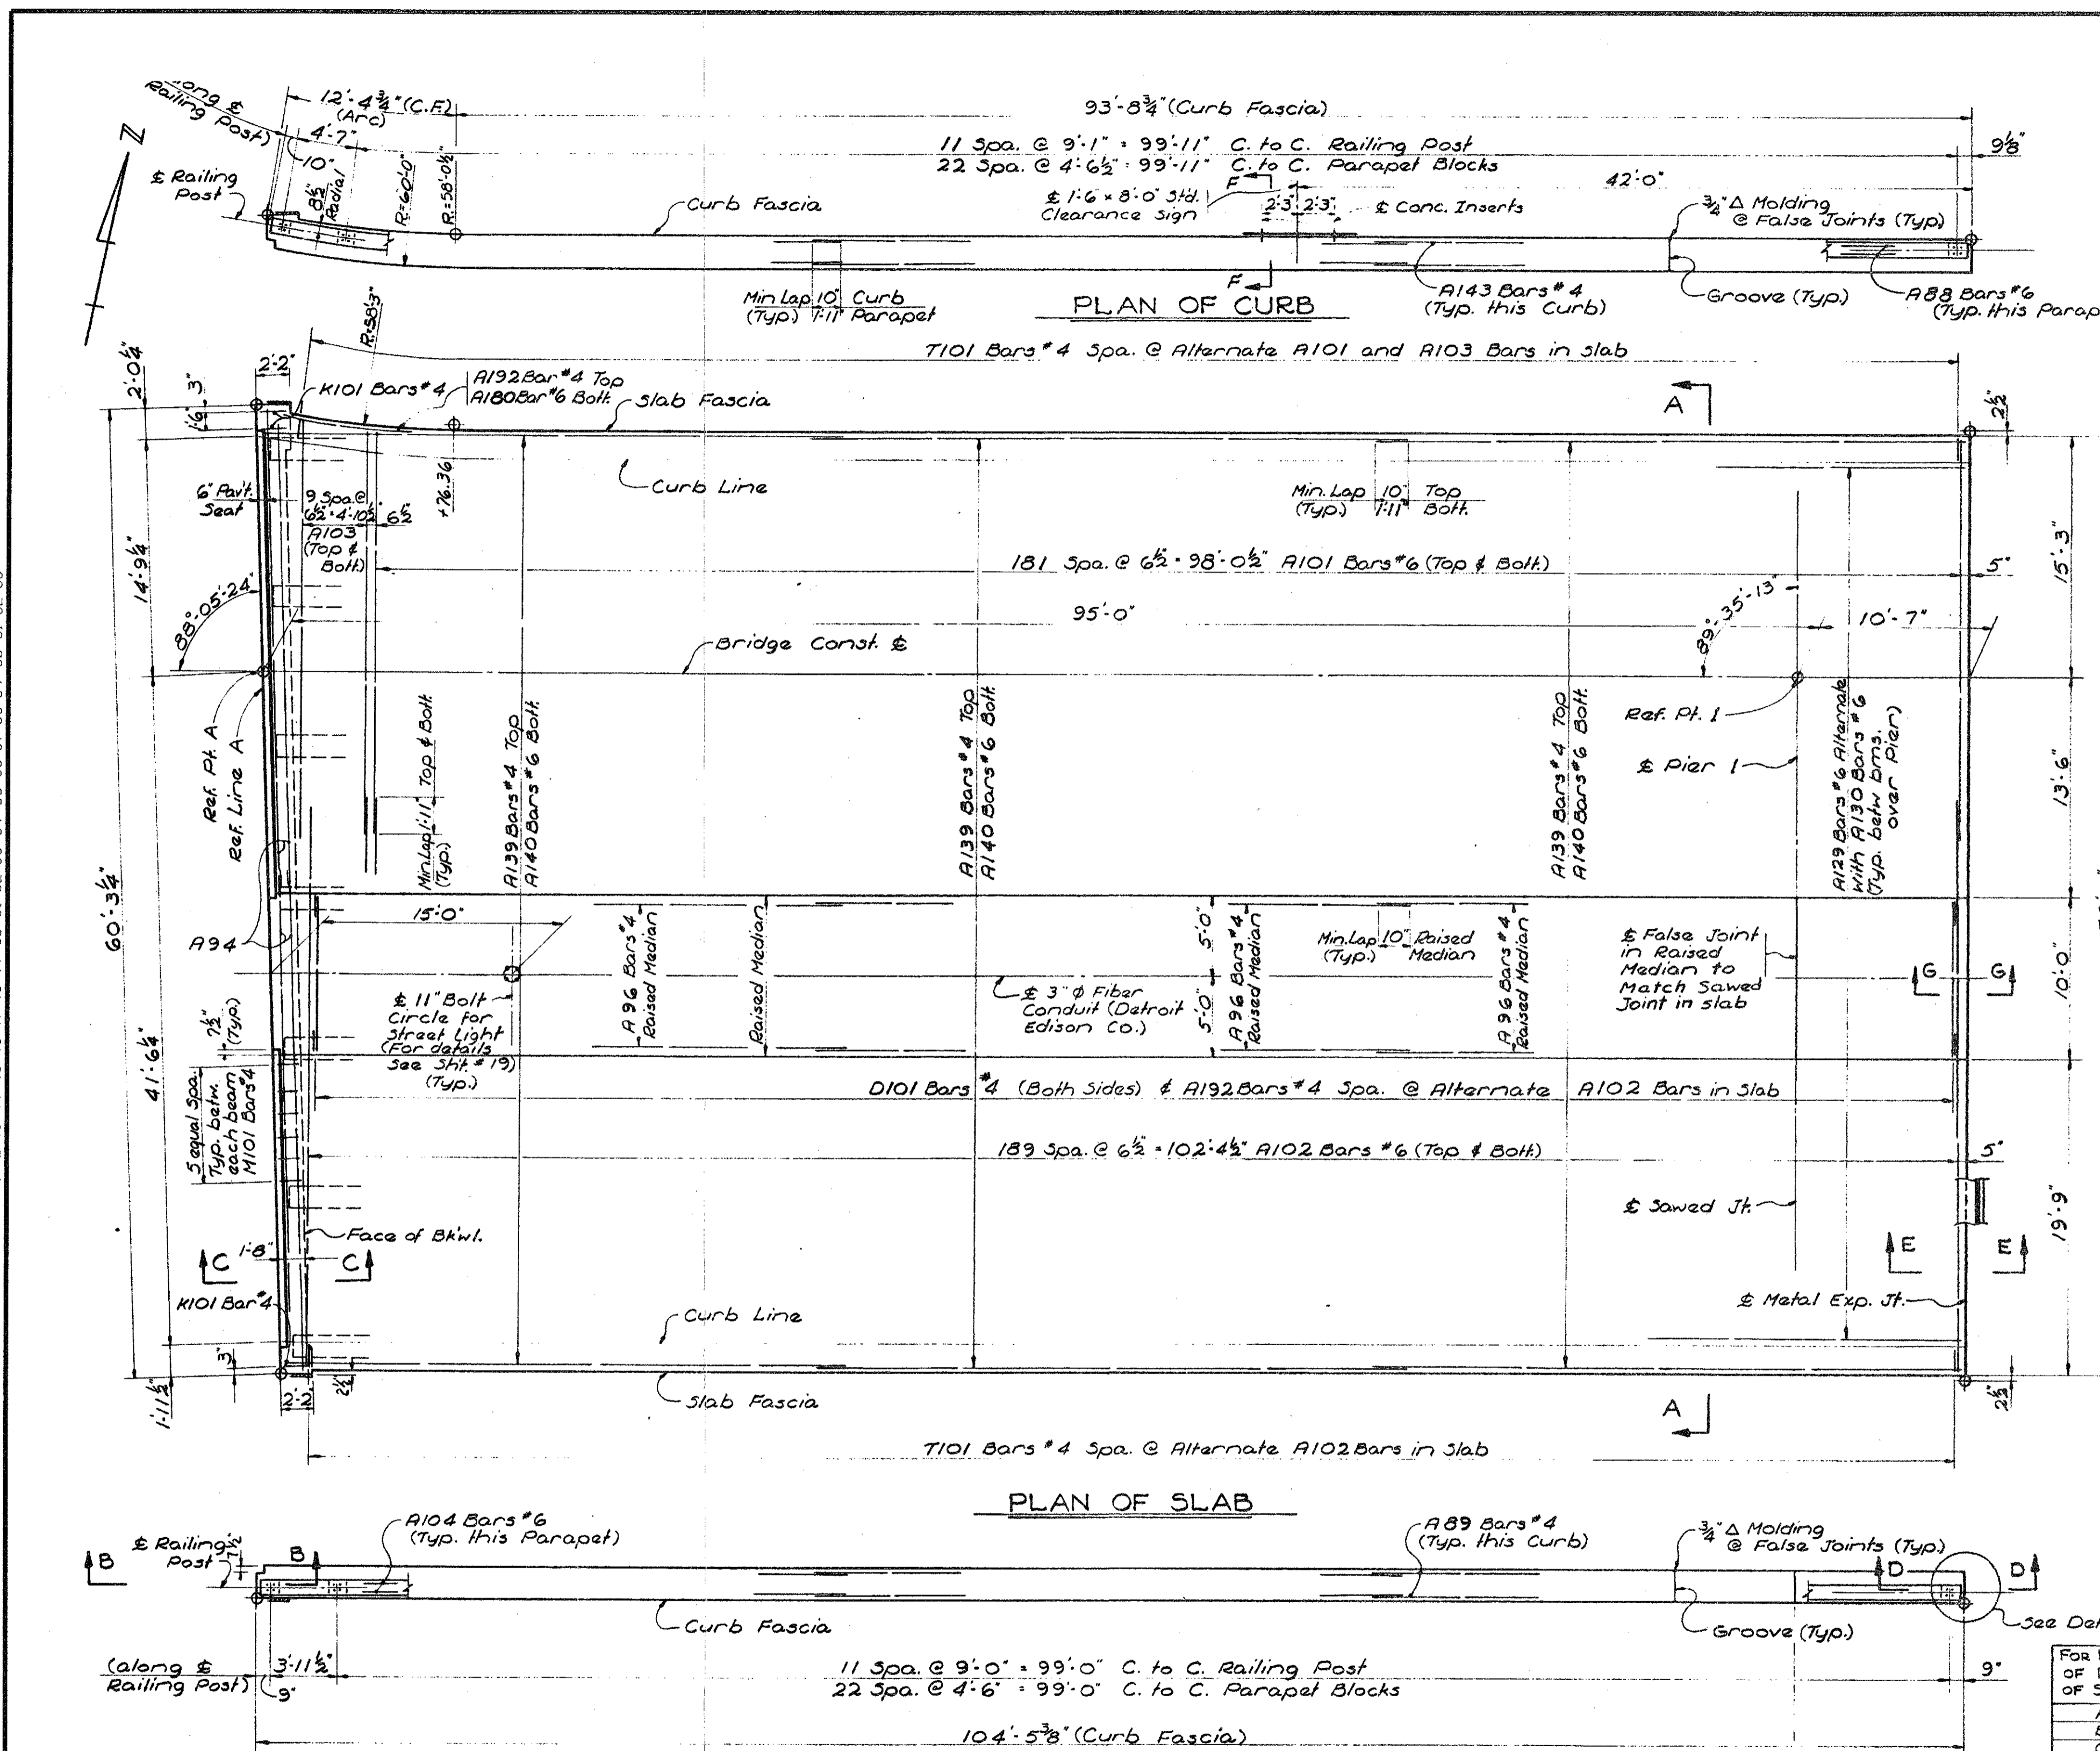 Railing Post)
12'-4¾" (C.F.)
(Arc)
4'-7"
10"
8½"
Radial
R=60'-0"
R=58'-0½"
93'-8¾" (Curb Fascia)
11 Spa. @ 9'-1" = 99'-11" C. to C. Railing Post
22 Spa. @ 4'-6½" = 99'-11" C. to C. Parapet Blocks
9⅛"
42'-0"
N
℄ Railing
Post
Curb Fascia
℄ 1'-6 x 8'-0" Std.
Clearance Sign
F
2'-3" 2'-3"
℄ Conc. Inserts
¾" Δ Molding
@ False Joints (Typ)
F
Min Lap 10" Curb
(Typ.) 1'-11" Parapet
PLAN OF CURB
A143 Bars #4
(Typ. this Curb)
Groove (Typ.)
A88 Bars #6
(Typ. this Parap
R=58'-3"
T101 Bars #4 Spa. @ Alternate A101 and A103 Bars in slab
2'-0¼"
3"
1'-6"
2'-2"
K101 Bars #4
A192 Bar #4 Top
A180 Bar #6 Bott.
Slab Fascia
A
2½"
6" Pav't.
Seat
9 Spa. @
6½" = 4'-10½"
6½
A103
(Top &
Bott.)
+76.36
Curb Line
Min. Lap 10" Top
(Typ.) 1'-11" Bott.
14'-9¼"
181 Spa. @ 6½" = 98'-0½" A101 Bars #6 (Top & Bott.)
5"
15'-3"
88°-05'-24"
95'-0"
89°-35'-13"
10'-7"
Bridge Const. ℄
Ref. Pt. A
Ref. Line A
Min. Lap 1'-11" Top & Bott.
(Typ.)
A139 Bars #4 Top
A140 Bars #6 Bott.
A139 Bars #4 Top
A140 Bars #6 Bott.
A139 Bars #4 Top
A140 Bars #6 Bott.
Ref. Pt. 1
℄ Pier 1
A129 Bars #6 Alternate
With A130 Bars #6
(Typ. betw bms.
over Pier)
13'-6"
60'-3¼"
A94
15'-0"
A96 Bars #4
Raised Median
Raised Median
5'-0" 5'-0"
A96 Bars #4
Raised Median
Min. Lap 10" Raised
(Typ.) Median
A96 Bars #4
Raised Median
℄ False Joint
in Raised
Median to
Match Sawed
Joint in slab
G G
10'-0"
7½"
(Typ.)
℄ 11" Bolt
Circle for
Street Light
(For details
See Sht. #19)
(Typ.)
℄ 3" Φ Fiber
Conduit (Detroit
Edison Co.)
41'-6¼"
5 equal spa.
Typ. betw.
each beam
M101 Bars #4
D101 Bars #4 (Both Sides) & A192 Bars #4 Spa. @ Alternate A102 Bars in Slab
189 Spa. @ 6½" = 102'-4½" A102 Bars #6 (Top & Bott.)
5"
℄ Sawed Jt.
19'-9"
Face of Bk'wl.
1'-8"
C C
E E
K101 Bar #4
Curb Line
℄ Metal Exp. Jt.
3"
1'-11½"
2'-2"
2½"
Slab Fascia
A
2½"
T101 Bars #4 Spa. @ Alternate A102 Bars in Slab
PLAN OF SLAB
A104 Bars #6
(Typ. this Parapet)
A89 Bars #4
(Typ. this Curb)
¾" Δ Molding
@ False Joints (Typ.)
℄ Railing
Post
7½"
B B
D D
Curb Fascia
Groove (Typ.)
See Det
(along ℄
Railing Post)
3'-11½"
9"
11 Spa. @ 9'-0" = 99'-0" C. to C. Railing Post
22 Spa. @ 4'-6" = 99'-0" C. to C. Parapet Blocks
9"
FOR
OF
OF S
104'-5⅜" (Curb Fascia)